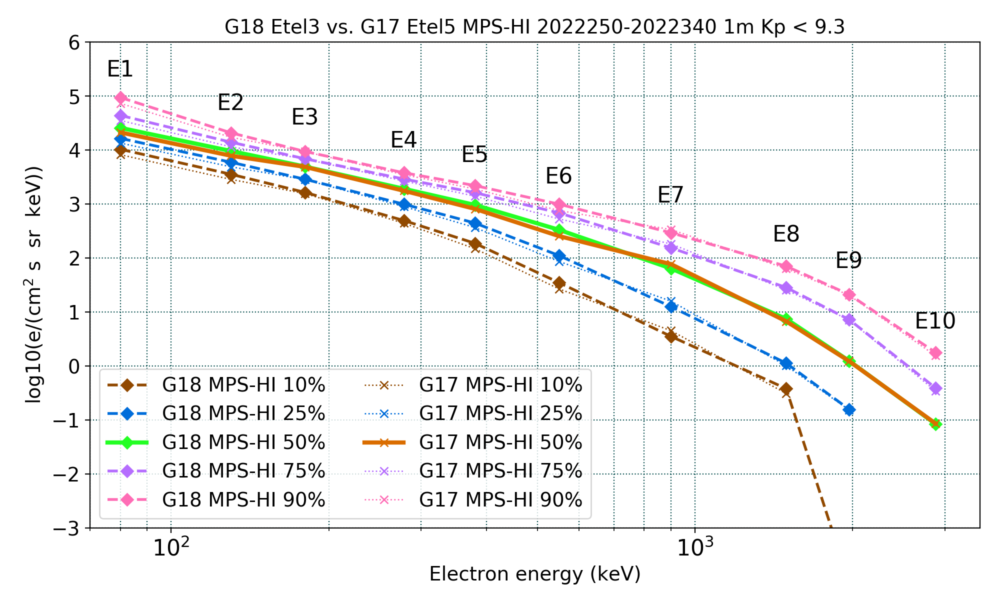 G18 Etel3 vs. G17 Etel5 MPS-HI 2022250-2022340 1m Kp < 9.3
6
5
4
3
2
1
0
−1
−2
−3
log10(e/(cm² s sr keV))
E1
E2
E3
E4
E5
E6
E7
E8
E9
E10
G18 MPS-HI 10%
G18 MPS-HI 25%
G18 MPS-HI 50%
G18 MPS-HI 75%
G18 MPS-HI 90%
G17 MPS-HI 10%
G17 MPS-HI 25%
G17 MPS-HI 50%
G17 MPS-HI 75%
G17 MPS-HI 90%
10² 10³
Electron energy (keV)